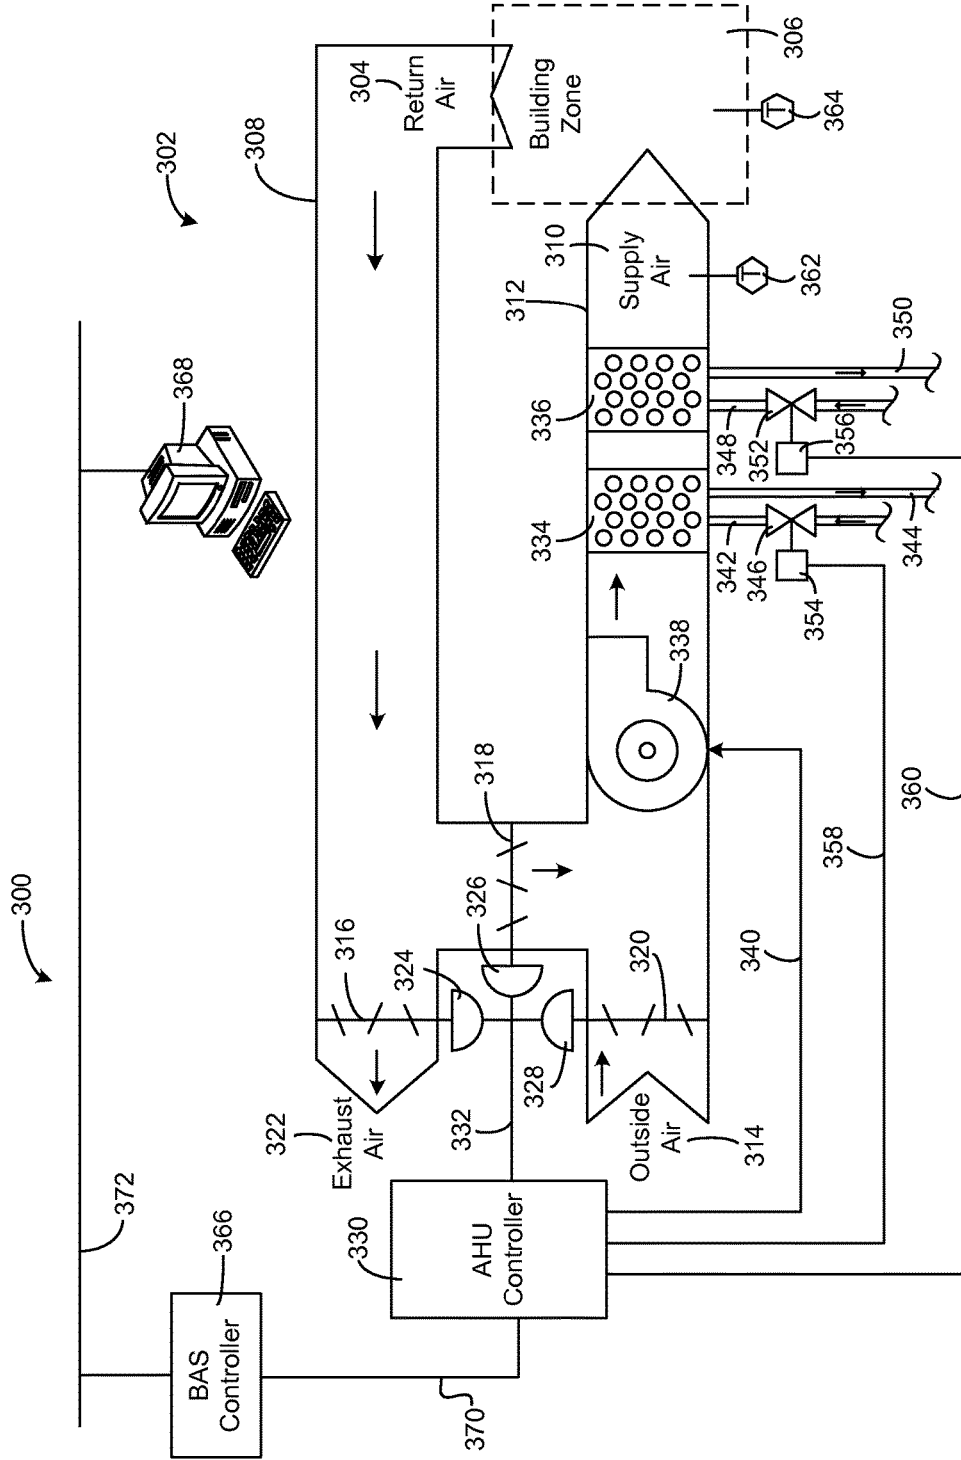 300
372
302
368
366
BAS
Controller
308
322
Exhaust
Air
316
330
304
Return
Air
324
332
370
326
318
AHU
Controller
312
328
334
336
Building
Zone
310
Supply
Air
Outside
Air
320
338
342
348
340
314
346
352
T
T
306
354
362
358
356
364
360
344
350